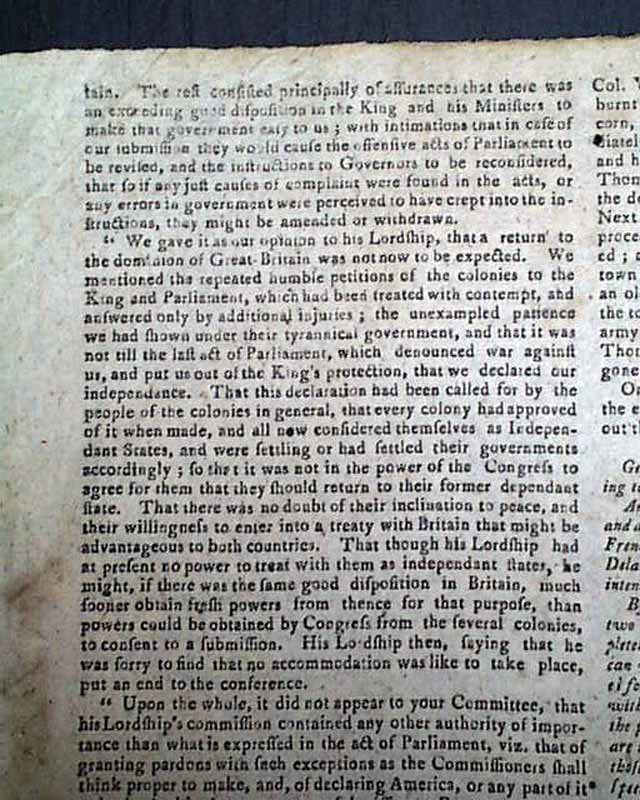 tain. The rest consisted principally of assurances that there was
an exceeding good disposition in the King and his Ministers to
make that government easy to us ; with intimations that in case of
our submission they would cause the offensive acts of Parliament to
be revised, and the instructions to Governors to be reconsidered,
that so if any just causes of complaint were found in the acts, or
any errors in government were perceived to have crept into the in-
structions, they might be amended or withdrawn.
“ We gave it as our opinion to his Lordship, that a return to
the dominion of Great-Britain was not now to be expected. We
mentioned the repeated humble petitions of the colonies to the
King and Parliament, which had been treated with contempt, and
answered only by additional injuries ; the unexampled patience
we had shown under their tyrannical government, and that it was
not till the last act of Parliament, which denounced war against
us, and put us out of the King's protection, that we declared our
independance. That this declaration had been called for by the
people of the colonies in general, that every colony had approved
of it when made, and all now considered themselves as Indepen-
dant States, and were settling or had settled their governments
accordingly ; so that it was not in the power of the Congress to
agree for them that they should return to their former dependant
state. That there was no doubt of their inclination to peace, and
their willingness to enter into a treaty with Britain that might be
advantageous to both countries. That though his Lordship had
at present no power to treat with them as independant states, he
might, if there was the same good disposition in Britain, much
sooner obtain fresh powers from thence for that purpose, than
powers could be obtained by Congress from the several colonies,
to consent to a submission. His Lordship then, saying that he
was sorry to find that no accommodation was like to take place,
put an end to the conference.
“ Upon the whole, it did not appear to your Committee, that
his Lordship's commission contained any other authority of impor-
tance than what is expressed in the act of Parliament, viz. that of
granting pardons with such exceptions as the Commissioners shall
think proper to make, and, of declaring America, or any part of it
Col.
burnt
corn,
and h
Thom
the d
Next
proce
ed ;
town
an ol
the to
army
Thom
gone
O
the e
out t
G
ing t
and a
Fren
Dela
inten
B
two
plete
can
with
the p
are